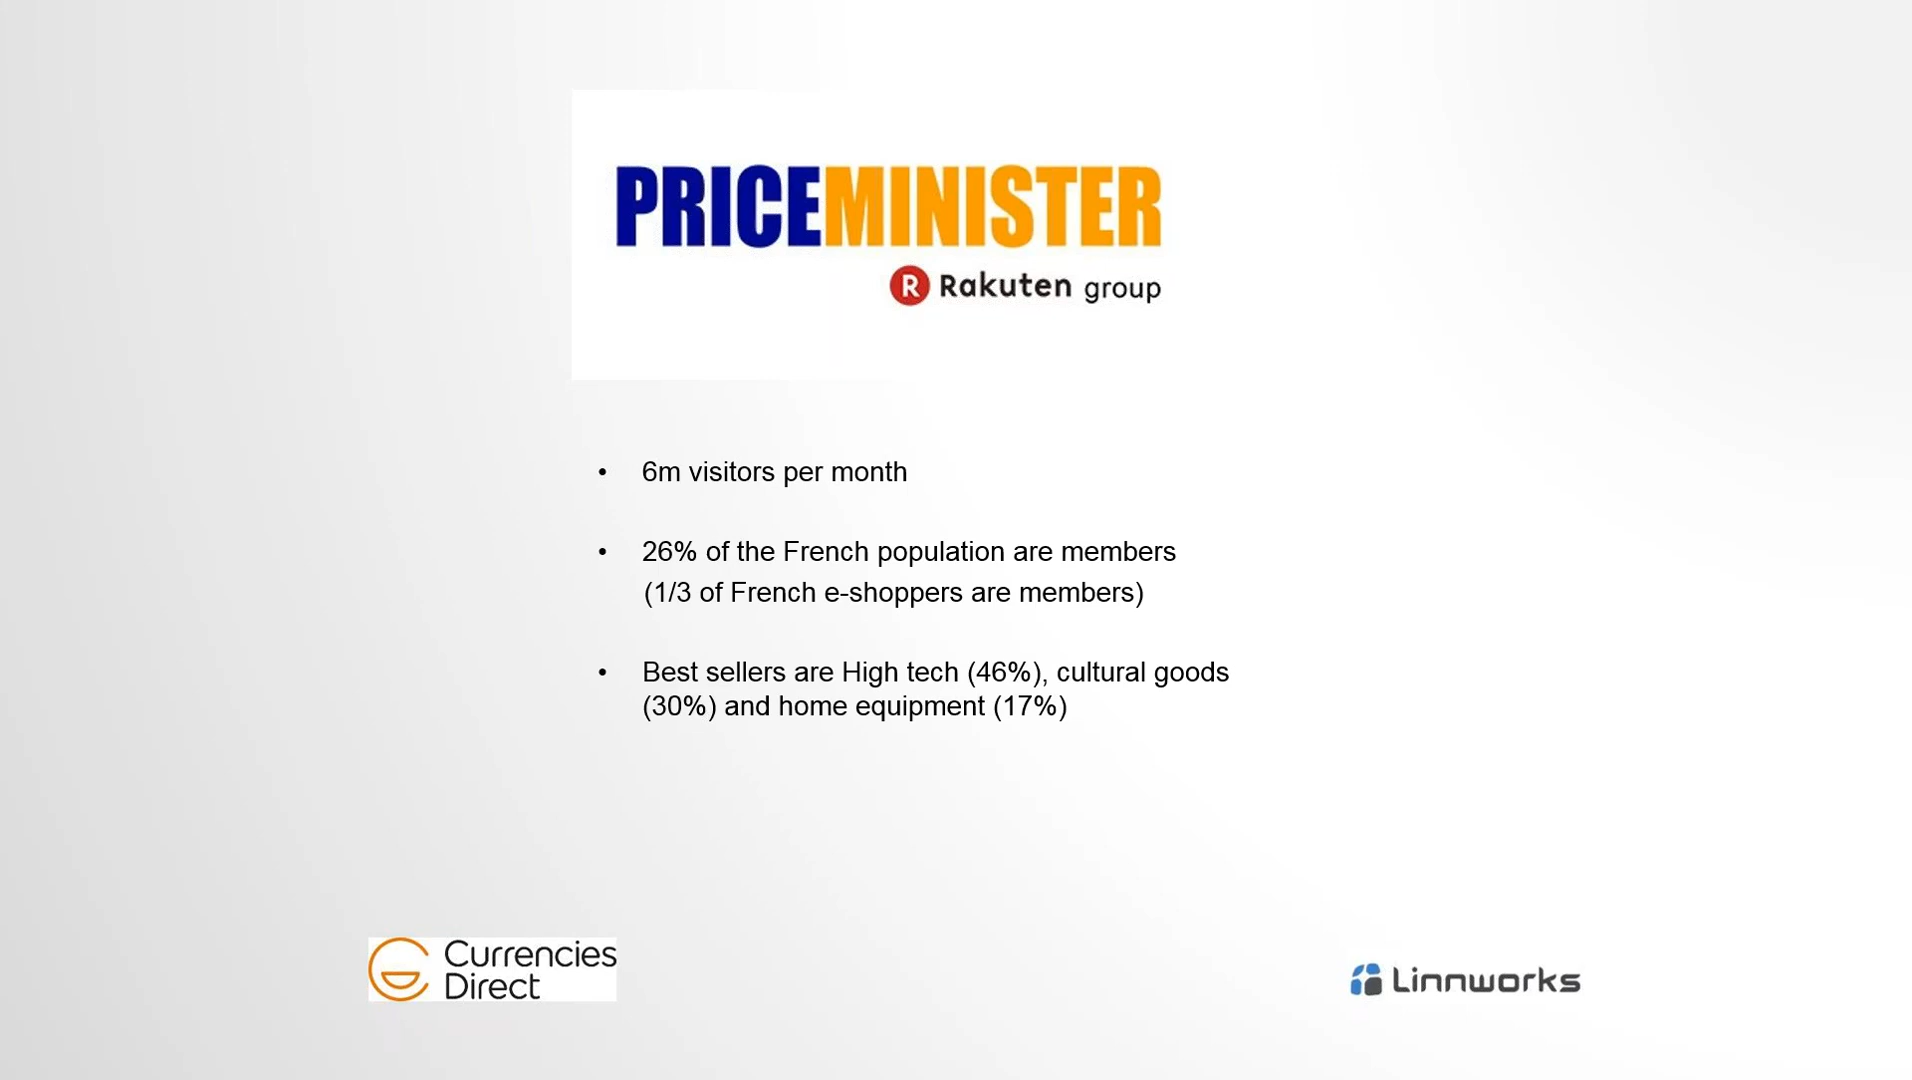 PRICEMINISTER
R Rakuten group
• 6m visitors per month
• 26% of the French population are members
(1/3 of French e-shoppers are members)
• Best sellers are High tech (46%), cultural goods
(30%) and home equipment (17%)
Currencies
Direct
Linnworks